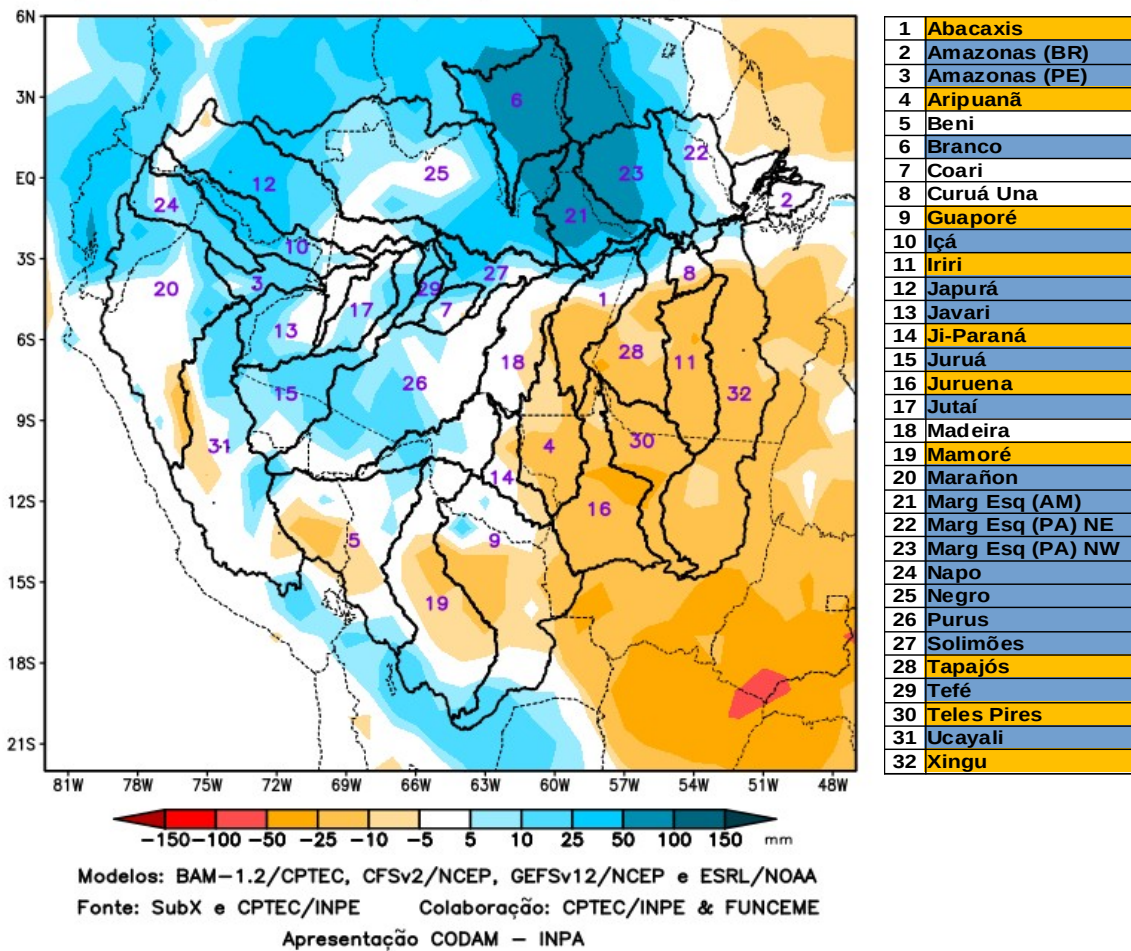 6N
3N
EQ
3S
6S
9S
12S
15S
18S
21S
81W 78W 75W 72W 69W 66W 63W 60W 57W 54W 51W 48W
6
22
25
23
12
2
24
21
10
27
8
3
20
29
1
17
7
13
28
18
11
26
15
32
30
31
4
14
16
5
9
19
-150 -100 -50 -25 -10 -5 5 10 25 50 100 150 mm
Modelos: BAM-1.2/CPTEC, CFSv2/NCEP, GEFSv12/NCEP e ESRL/NOAA
Fonte: SubX e CPTEC/INPE Colaboração: CPTEC/INPE & FUNCEME
Apresentação CODAM - INPA
1 Abacaxis
2 Amazonas (BR)
3 Amazonas (PE)
4 Aripuanã
5 Beni
6 Branco
7 Coari
8 Curuá Una
9 Guaporé
10 Içá
11 Iriri
12 Japurá
13 Javari
14 Ji-Paraná
15 Juruá
16 Juruena
17 Jutaí
18 Madeira
19 Mamoré
20 Marañon
21 Marg Esq (AM)
22 Marg Esq (PA) NE
23 Marg Esq (PA) NW
24 Napo
25 Negro
26 Purus
27 Solimões
28 Tapajós
29 Tefé
30 Teles Pires
31 Ucayali
32 Xingu